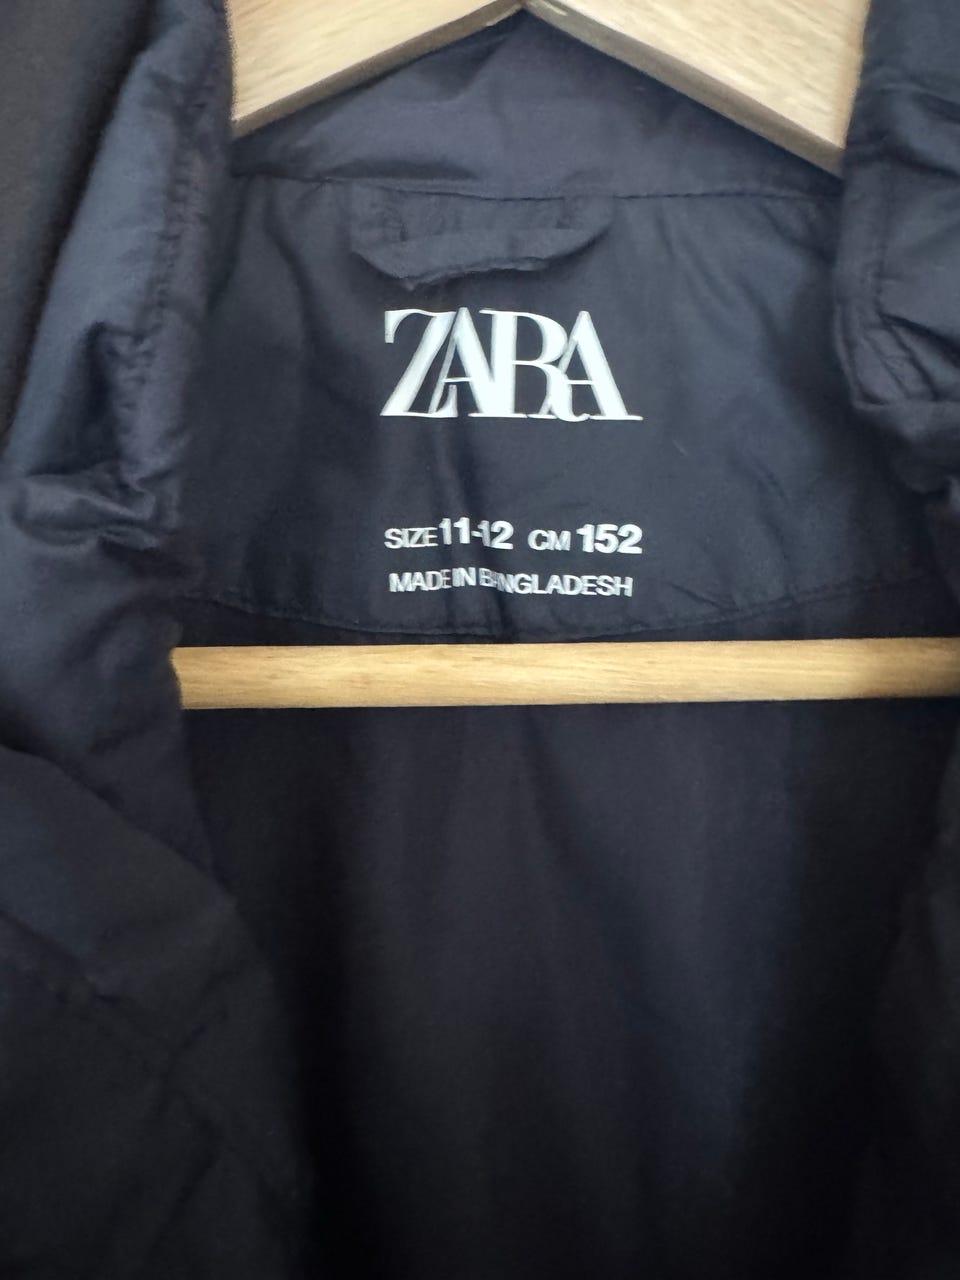 ZARA
SIZE 11-12 CM 152
MADE IN BANGLADESH